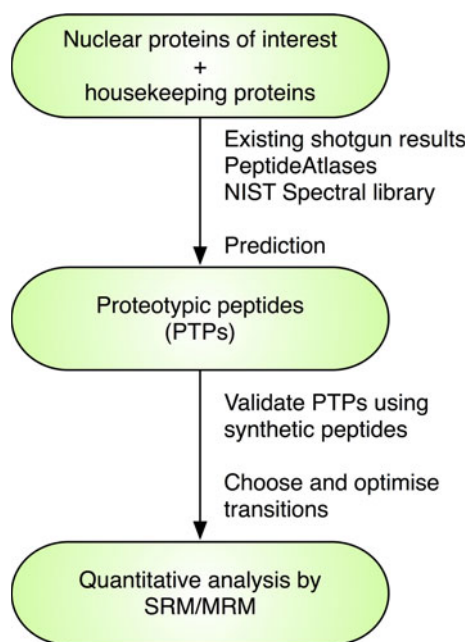 Nuclear proteins of interest
+
housekeeping proteins
Existing shotgun results
PeptideAtlases
NIST Spectral library
Prediction
Proteotypic peptides
(PTPs)
Validate PTPs using
synthetic peptides
Choose and optimise
transitions
Quantitative analysis by
SRM/MRM